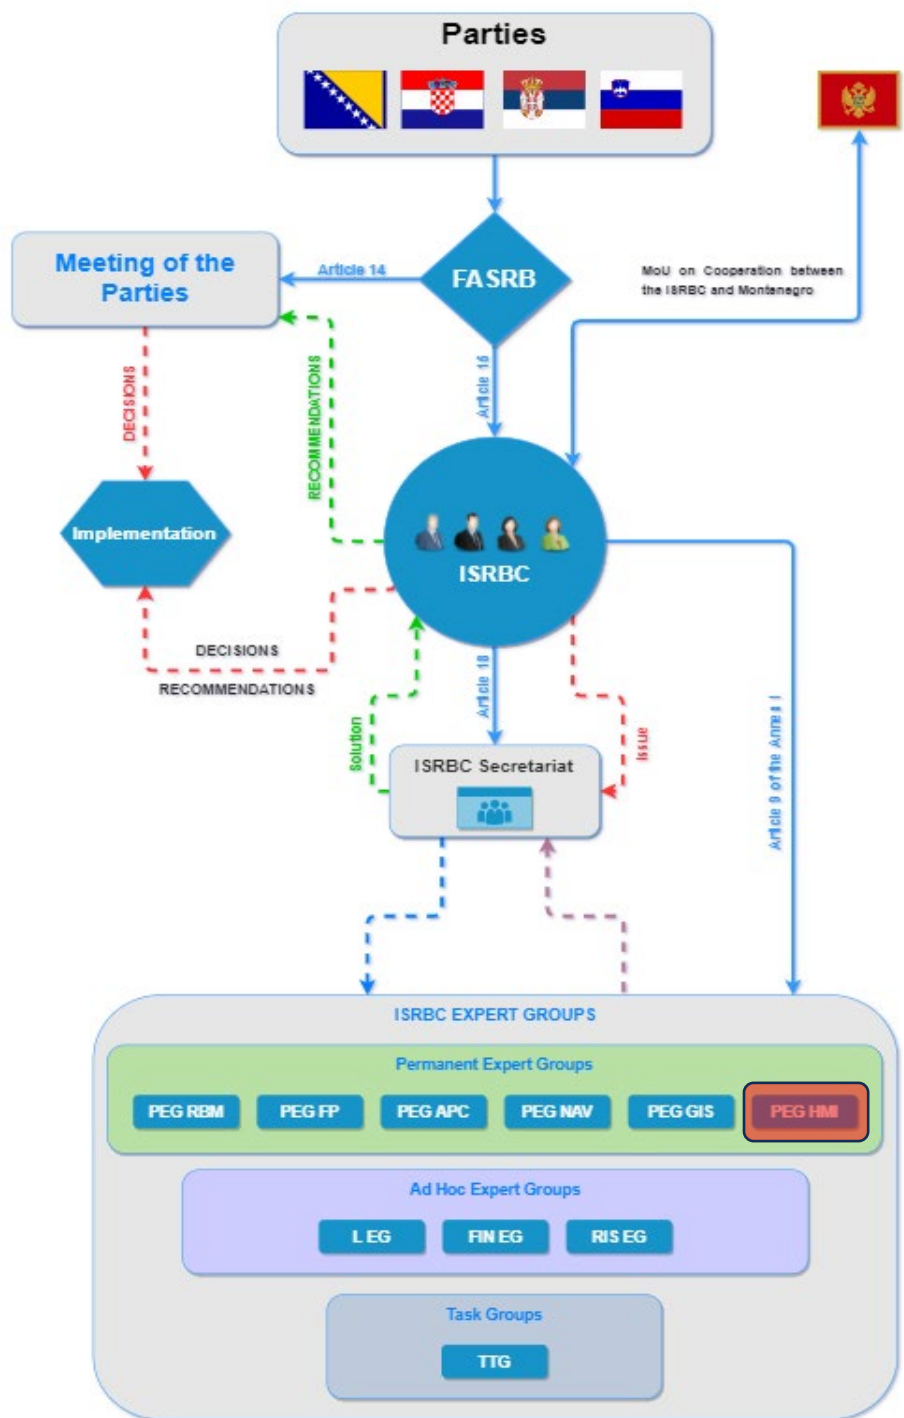 Parties
Meeting of the
Parties
Article 14
FASRB
MoU on Cooperation between
the ISRBC and Montenegro
DECISIONS
RECOMMENDATIONS
Article 15
Implementation
ISRBC
DECISIONS
RECOMMENDATIONS
Solution
Article 18
Issue
Article 9 of the Annex I
ISRBC Secretariat
ISRBC EXPERT GROUPS
Permanent Expert Groups
PEG RBM
PEG FP
PEG APC
PEG NAV
PEG GIS
PEG HMI
Ad Hoc Expert Groups
L EG
FIN EG
RIS EG
Task Groups
TTG